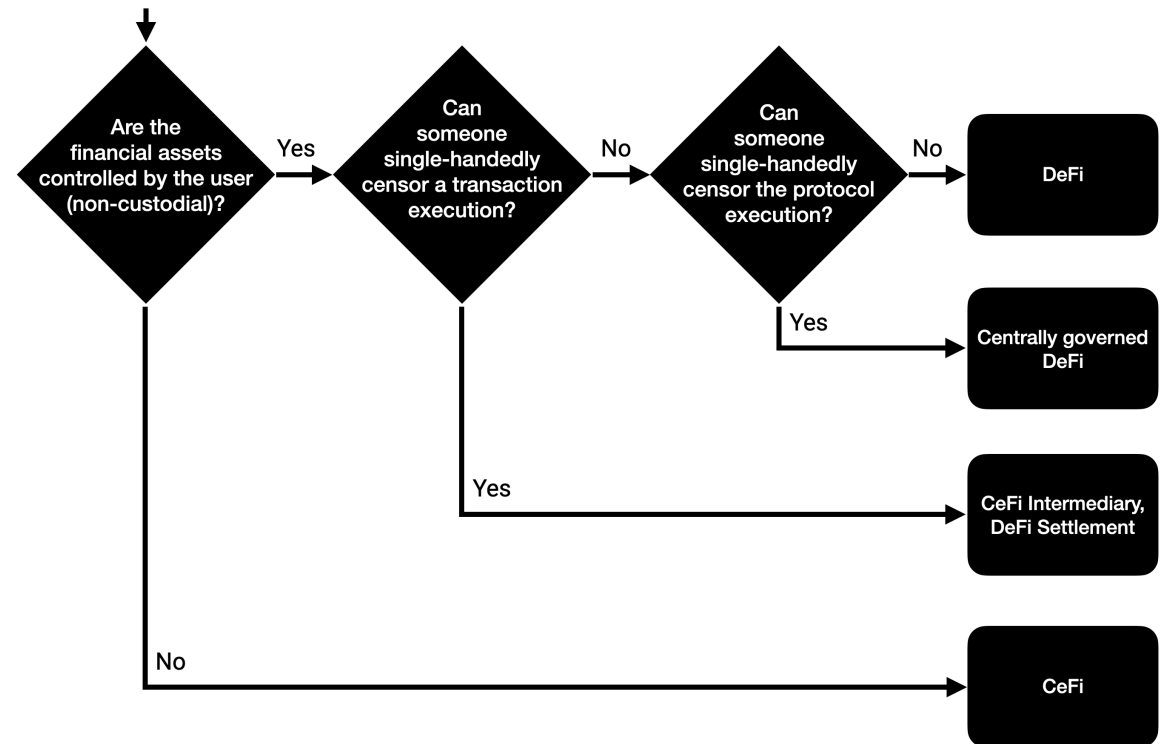 Are the
financial assets
controlled by the user
(non-custodial)?
Yes
Can
someone
single-handedly
censor a transaction
execution?
No
Can
someone
single-handedly
censor the protocol
execution?
No
DeFi
Yes
Centrally governed
DeFi
Yes
CeFi Intermediary,
DeFi Settlement
No
CeFi